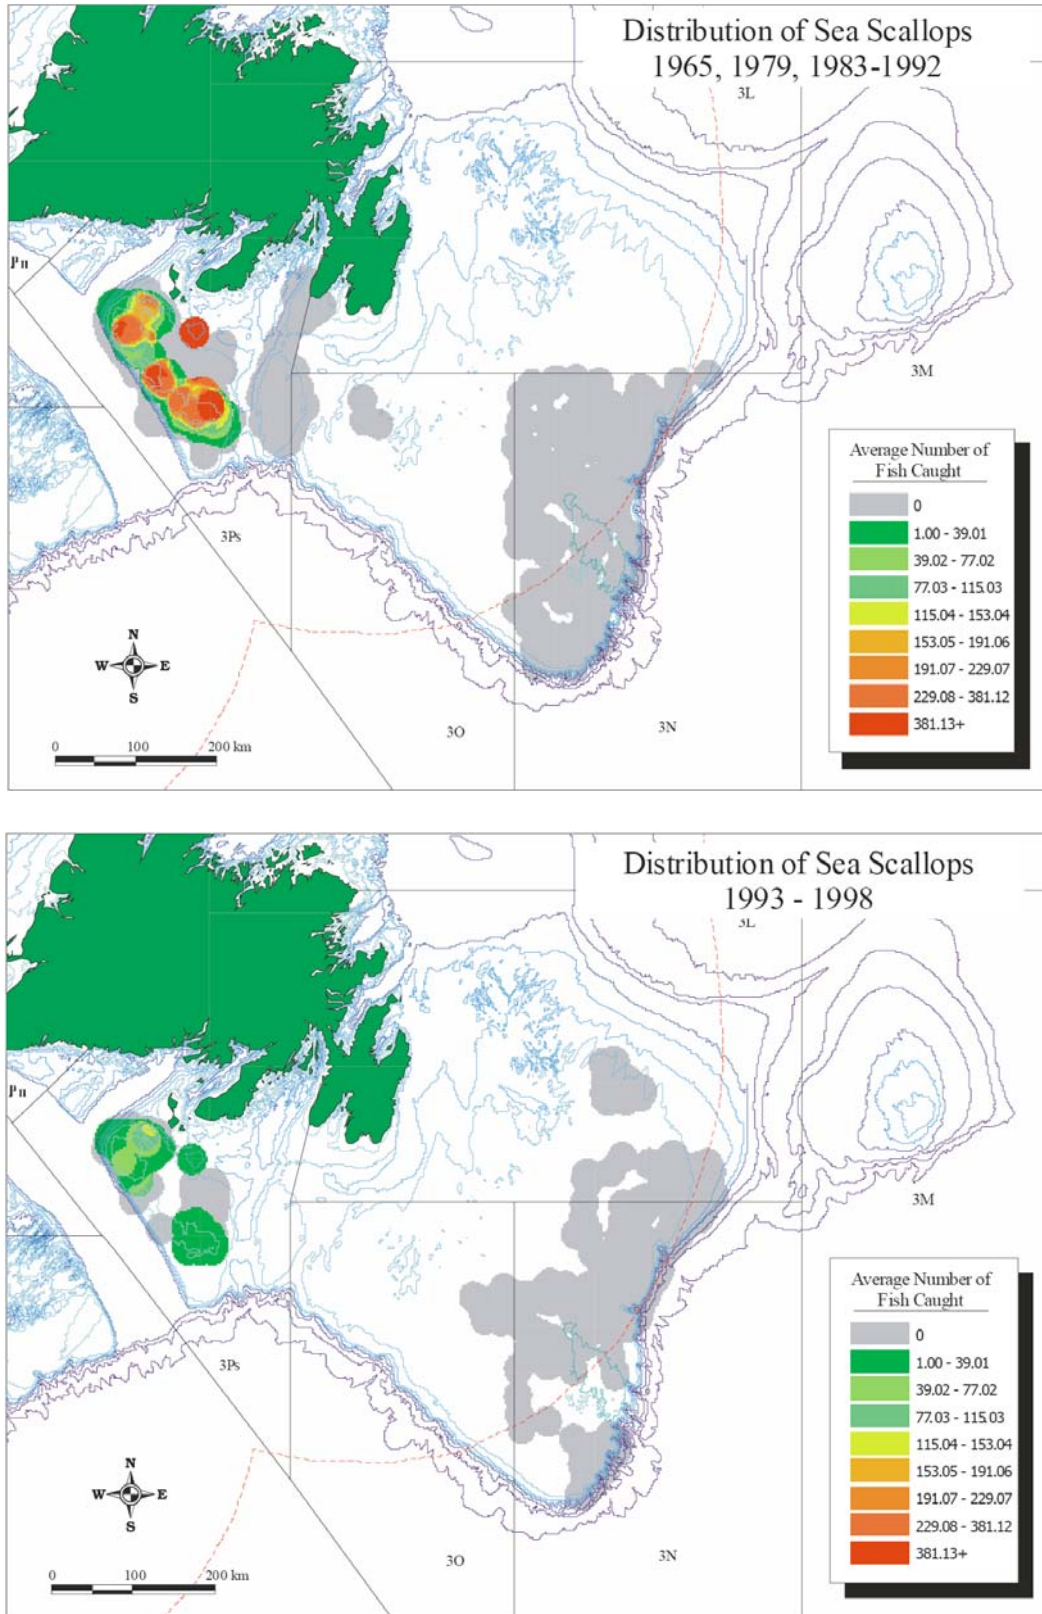 Distribution of Sea Scallops
1965, 1979, 1983-1992
3L
3M
Average Number of
Fish Caught
0
1.00 - 39.01
39.02 - 77.02
77.03 - 115.03
115.04 - 153.04
153.05 - 191.06
191.07 - 229.07
229.08 - 381.12
381.13+
3Ps
N
W E
S
3O
3N
0 100 200 km
Distribution of Sea Scallops
1993 - 1998
3L
3M
Average Number of
Fish Caught
0
1.00 - 39.01
39.02 - 77.02
77.03 - 115.03
115.04 - 153.04
153.05 - 191.06
191.07 - 229.07
229.08 - 381.12
381.13+
3Ps
N
W E
S
3O
3N
0 100 200 km